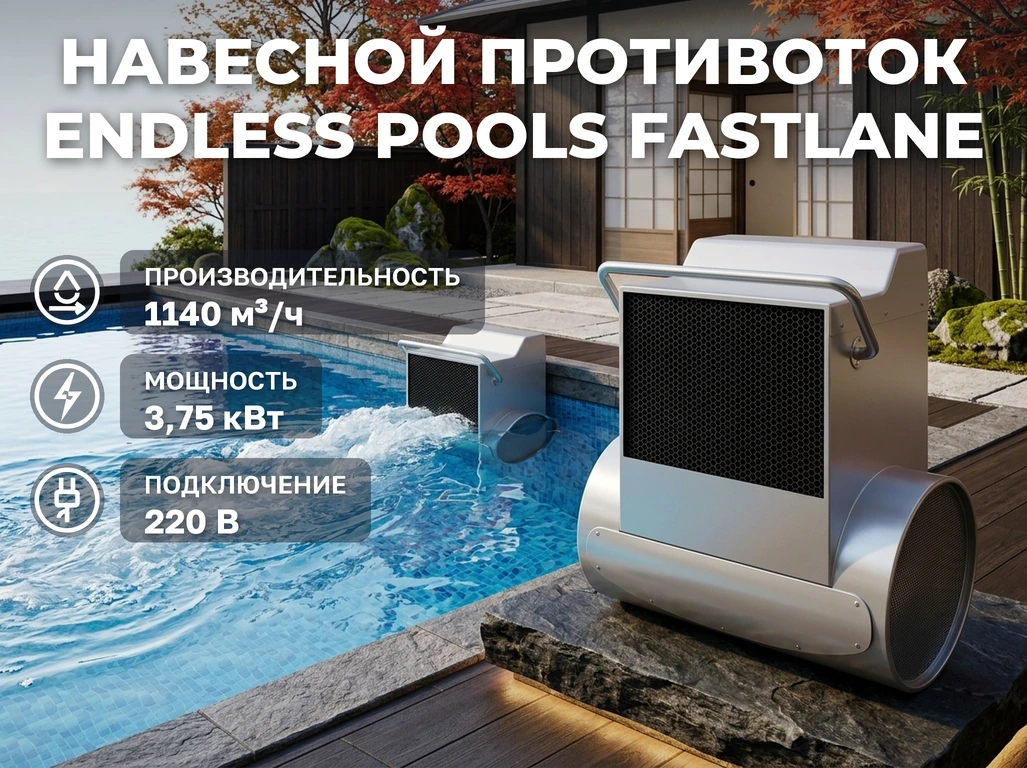 НАВЕСНОЙ ПРОТИВОТОК
ENDLESS POOLS FASTLANE
ПРОИЗВОДИТЕЛЬНОСТЬ
1140 м³/ч
МОЩНОСТЬ
3,75 кВт
ПОДКЛЮЧЕНИЕ
220 В